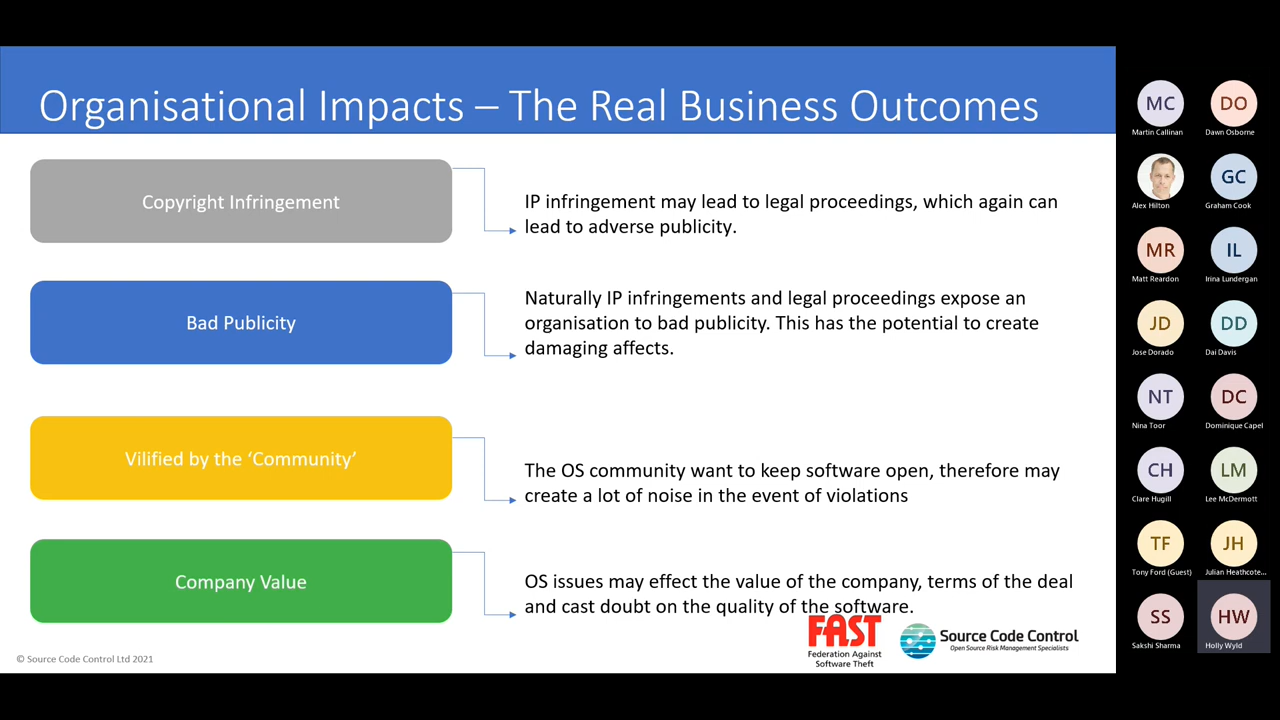 Organisational Impacts – The Real Business Outcomes
Copyright Infringement
IP infringement may lead to legal proceedings, which again can
lead to adverse publicity.
Bad Publicity
Naturally IP infringements and legal proceedings expose an
organisation to bad publicity. This has the potential to create
damaging affects.
Vilified by the ‘Community’
The OS community want to keep software open, therefore may
create a lot of noise in the event of violations
Company Value
OS issues may effect the value of the company, terms of the deal
and cast doubt on the quality of the software.
FAST
Federation Against
Software Theft
Source Code Control
Open Source Risk Management Specialists
© Source Code Control Ltd 2021
MC
Martin Callinan
DO
Dawn Osborne
Alex Hilton
GC
Graham Cook
MR
Matt Reardon
IL
Irina Lundergan
JD
Jose Dorado
DD
Dai Davis
NT
Nina Toor
DC
Dominique Capel
CH
Clare Hugill
LM
Lee McDermott
TF
Tony Ford (Guest)
JH
Julian Heathcote...
SS
Sakshi Sharma
HW
Holly Wyld